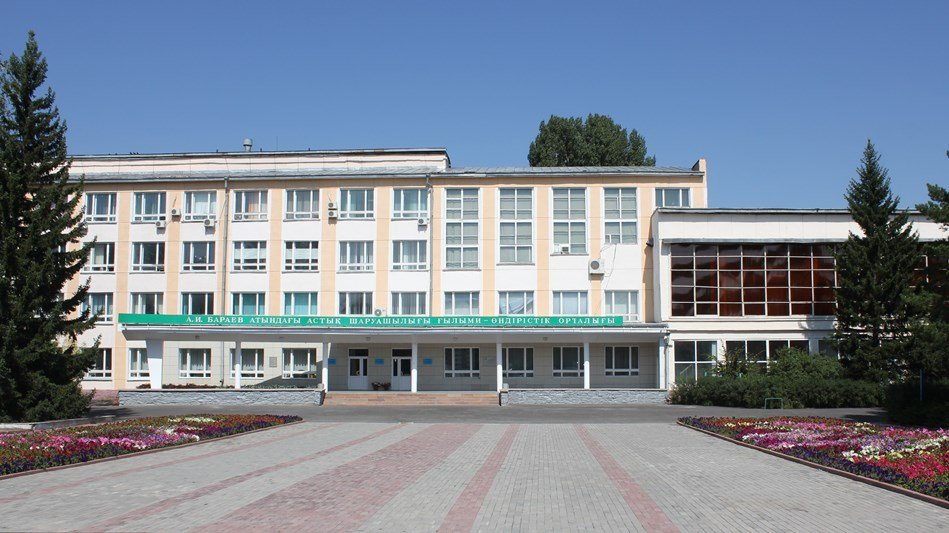 А.И. БАРАЕВ АТЫНДАҒЫ АСТЫҚ ШАРУАШЫЛЫҒЫ ҒЫЛЫМИ – ӨНДІРІСТІК ОРТАЛЫҒЫ